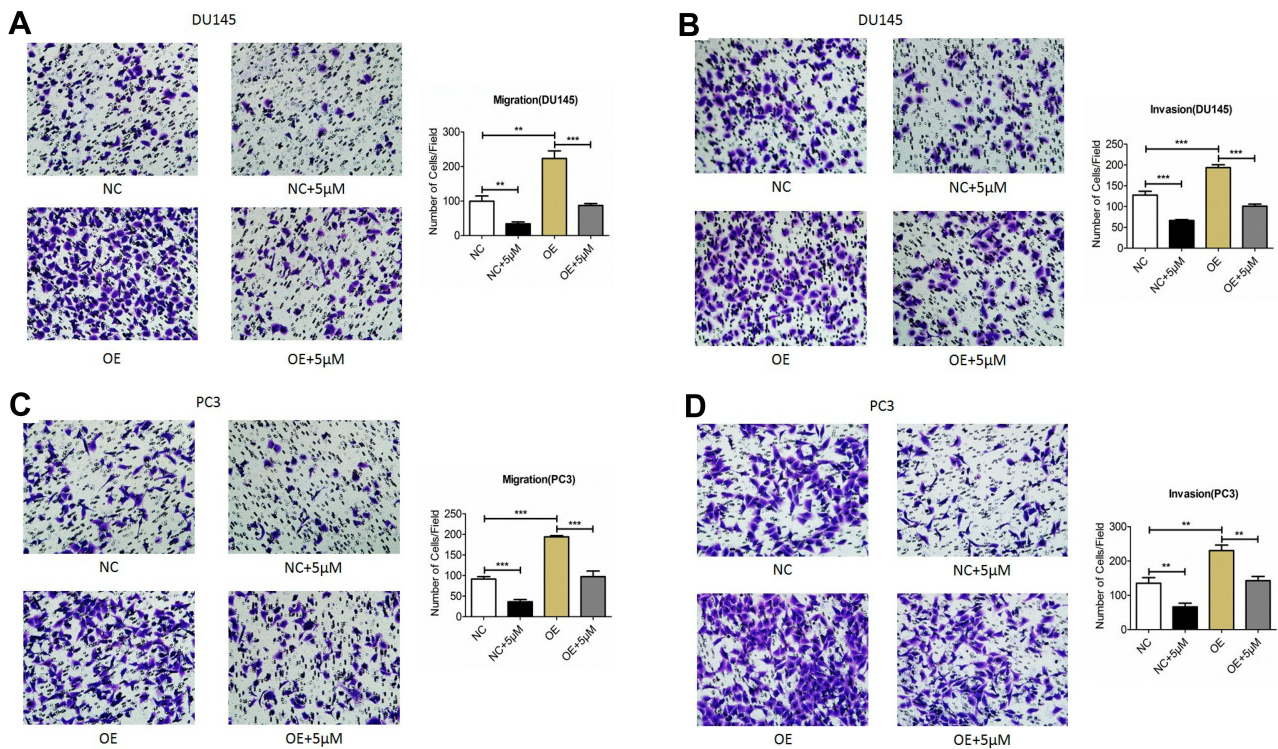 A
DU145
NC
NC+5μM
OE
OE+5μM
Migration(DU145)
Number of Cells/Field
300
200
100
0
**
**
***
NC
NC+5μM
OE
OE+5μM
B
DU145
NC
NC+5μM
OE
OE+5μM
Invasion(DU145)
Number of Cells/Field
250
200
150
100
50
0
***
***
***
NC
NC+5μM
OE
OE+5μM
C
PC3
NC
NC+5μM
OE
OE+5μM
Migration(PC3)
Number of Cells/Field
250
200
150
100
50
0
***
***
***
NC
NC+5μM
OE
OE+5μM
D
PC3
NC
NC+5μM
OE
OE+5μM
Invasion(PC3)
Number of Cells/Field
300
200
100
0
**
**
**
NC
NC+5μM
OE
OE+5μM